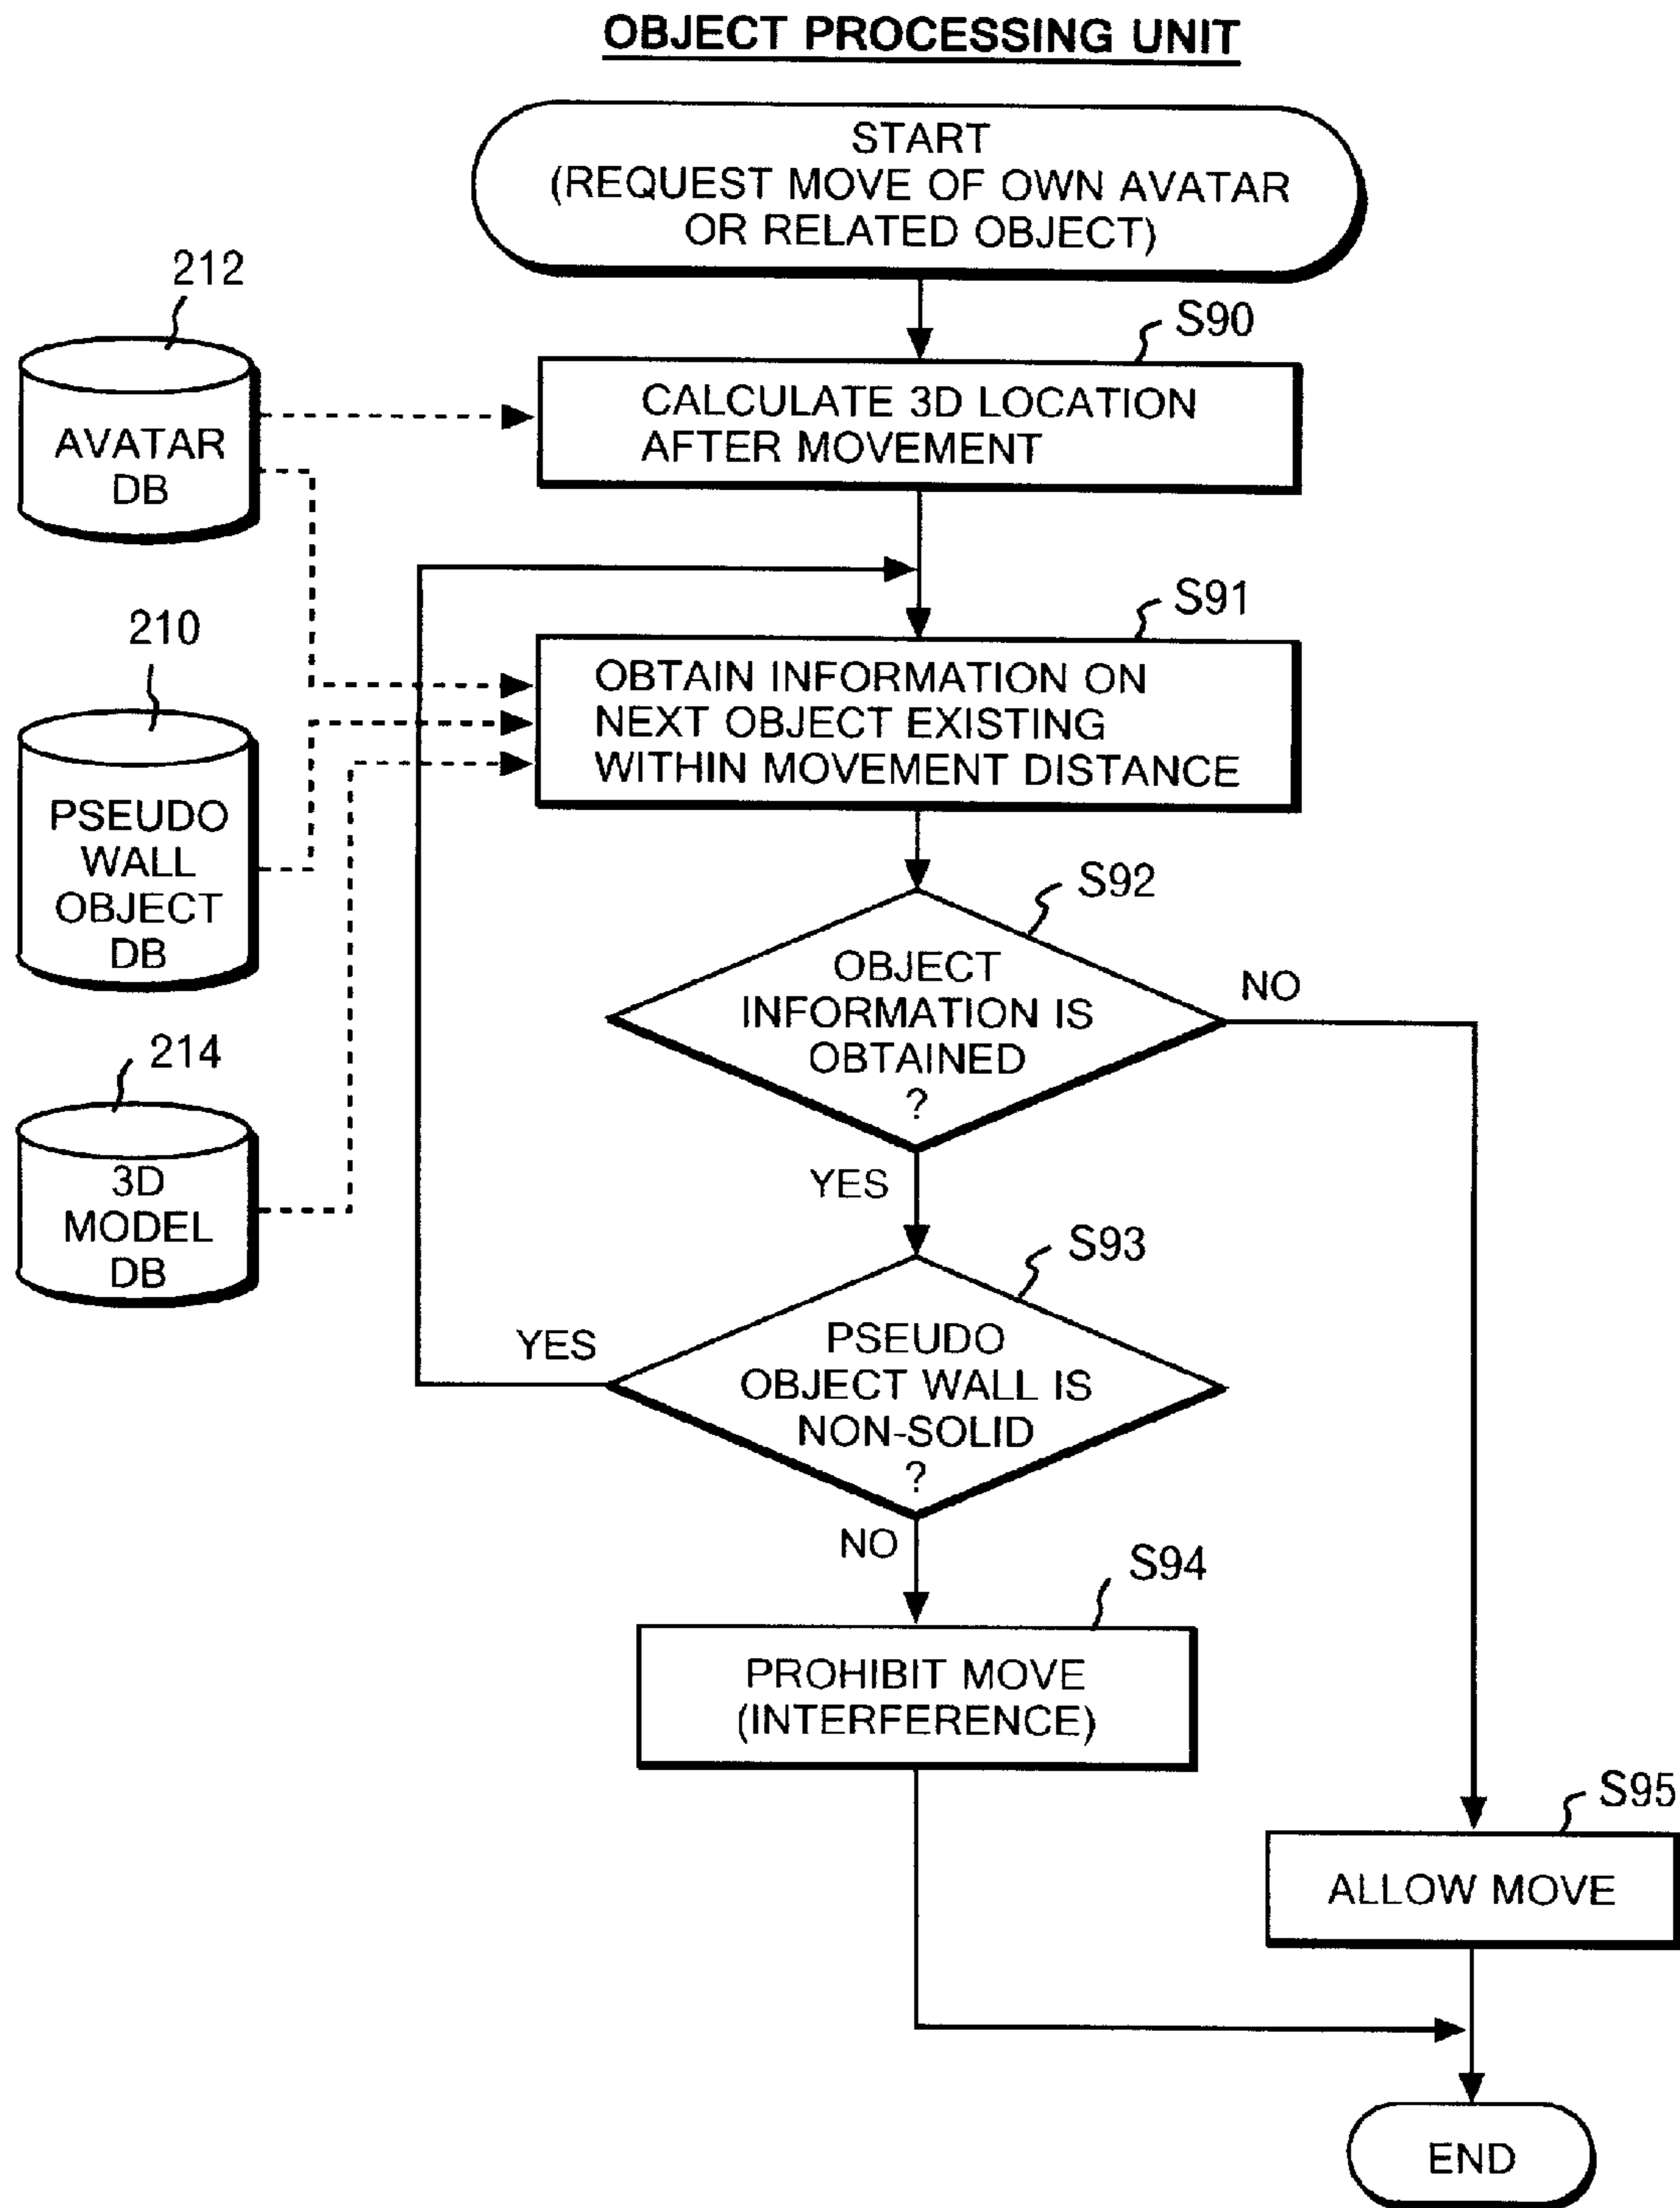 OBJECT PROCESSING UNIT
START
(REQUEST MOVE OF OWN AVATAR
OR RELATED OBJECT)
212
S90
AVATAR
DB
CALCULATE 3D LOCATION
AFTER MOVEMENT
210
S91
PSEUDO
WALL
OBJECT
DB
OBTAIN INFORMATION ON
NEXT OBJECT EXISTING
WITHIN MOVEMENT DISTANCE
S92
OBJECT
INFORMATION IS
OBTAINED
?
NO
214
3D
MODEL
DB
YES
S93
YES
PSEUDO
OBJECT WALL IS
NON-SOLID
?
NO
S94
PROHIBIT MOVE
(INTERFERENCE)
S95
ALLOW MOVE
END